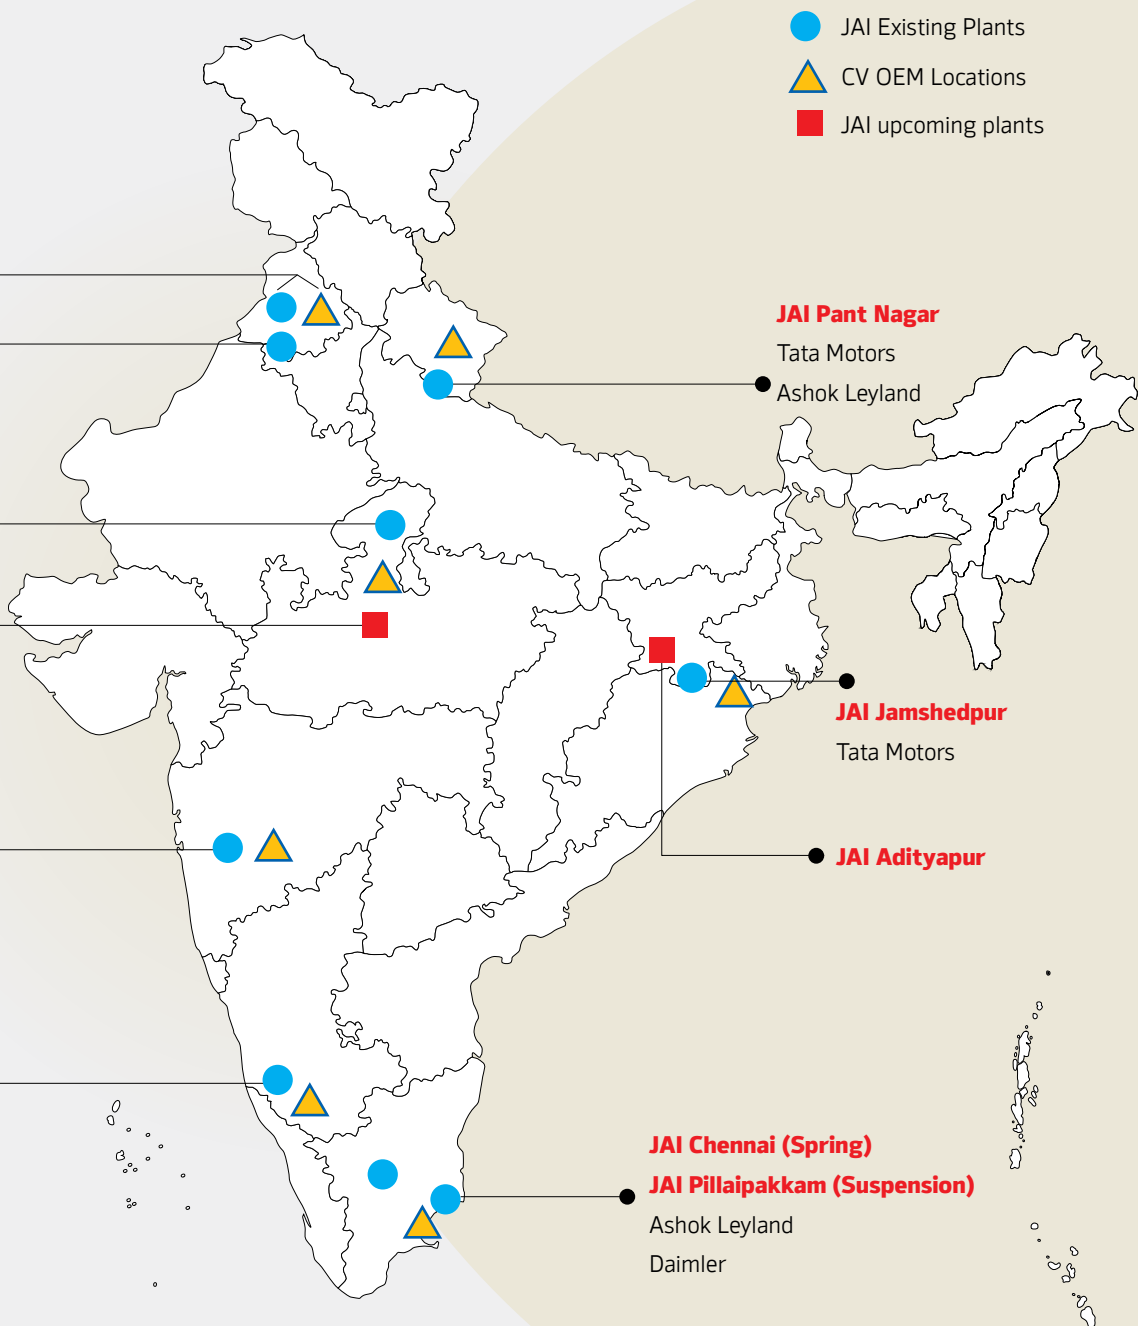 JAI Existing Plants
CV OEM Locations
JAI upcoming plants
JAI Pant Nagar
Tata Motors
Ashok Leyland
JAI Jamshedpur
Tata Motors
JAI Adityapur
JAI Chennai (Spring)
JAI Pillaipakkam (Suspension)
Ashok Leyland
Daimler